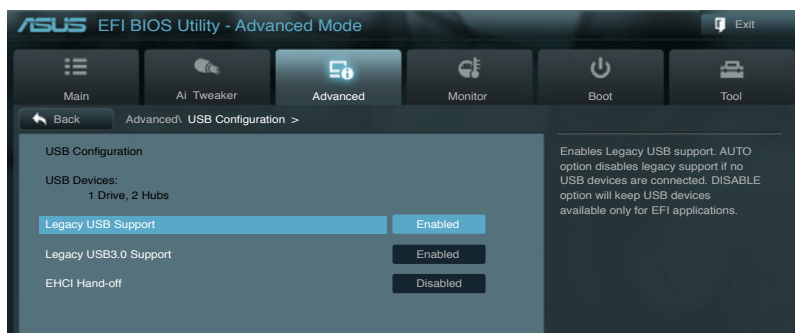 ASUS EFI BIOS Utility - Advanced Mode
Exit
Main
Ai Tweaker
Advanced
Monitor
Boot
Tool
Back
Advanced\ USB Configuration >
USB Configuration
USB Devices:
1 Drive, 2 Hubs
Legacy USB Support Enabled
Legacy USB3.0 Support Enabled
EHCI Hand-off Disabled
Enables Legacy USB support. AUTO
option disables legacy support if no
USB devices are connected. DISABLE
option will keep USB devices
available only for EFI applications.